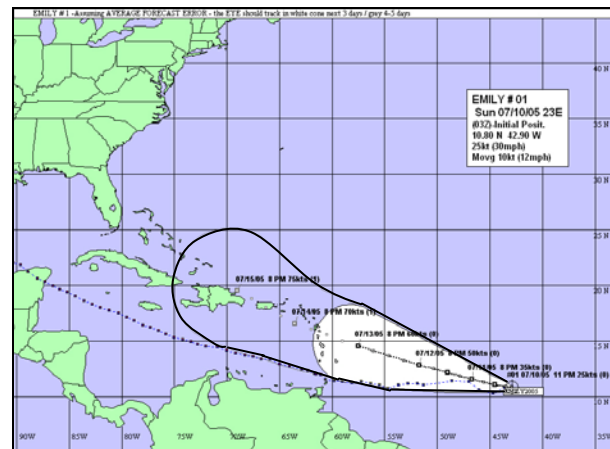 EMILY # 1 -Assuming AVERAGE FORECAST ERROR - the EYE should track in white cone next 3 days / grey 4-5 days
40 N
EMILY # 01
Sun 07/10/05 23E
(03Z)-Initial Posit.
10.80 N 42.90 W
25kt (30mph)
Movg 10kt (12mph)
35 N
30 N
25 N
07/15/05 8 PM 75kts (1)
20 N
07/14/05 8 PM 70kts (1)
07/13/05 8 PM 60kts (0)
15 N
07/12/05 8 PM 50kts (0)
8 PM 35kts (0)
#01 07/10/05 11 PM 25kts (0)
10 N
90W 85W 80W 75W 70W 65W 60W 55W 50W 45W 40W 35W